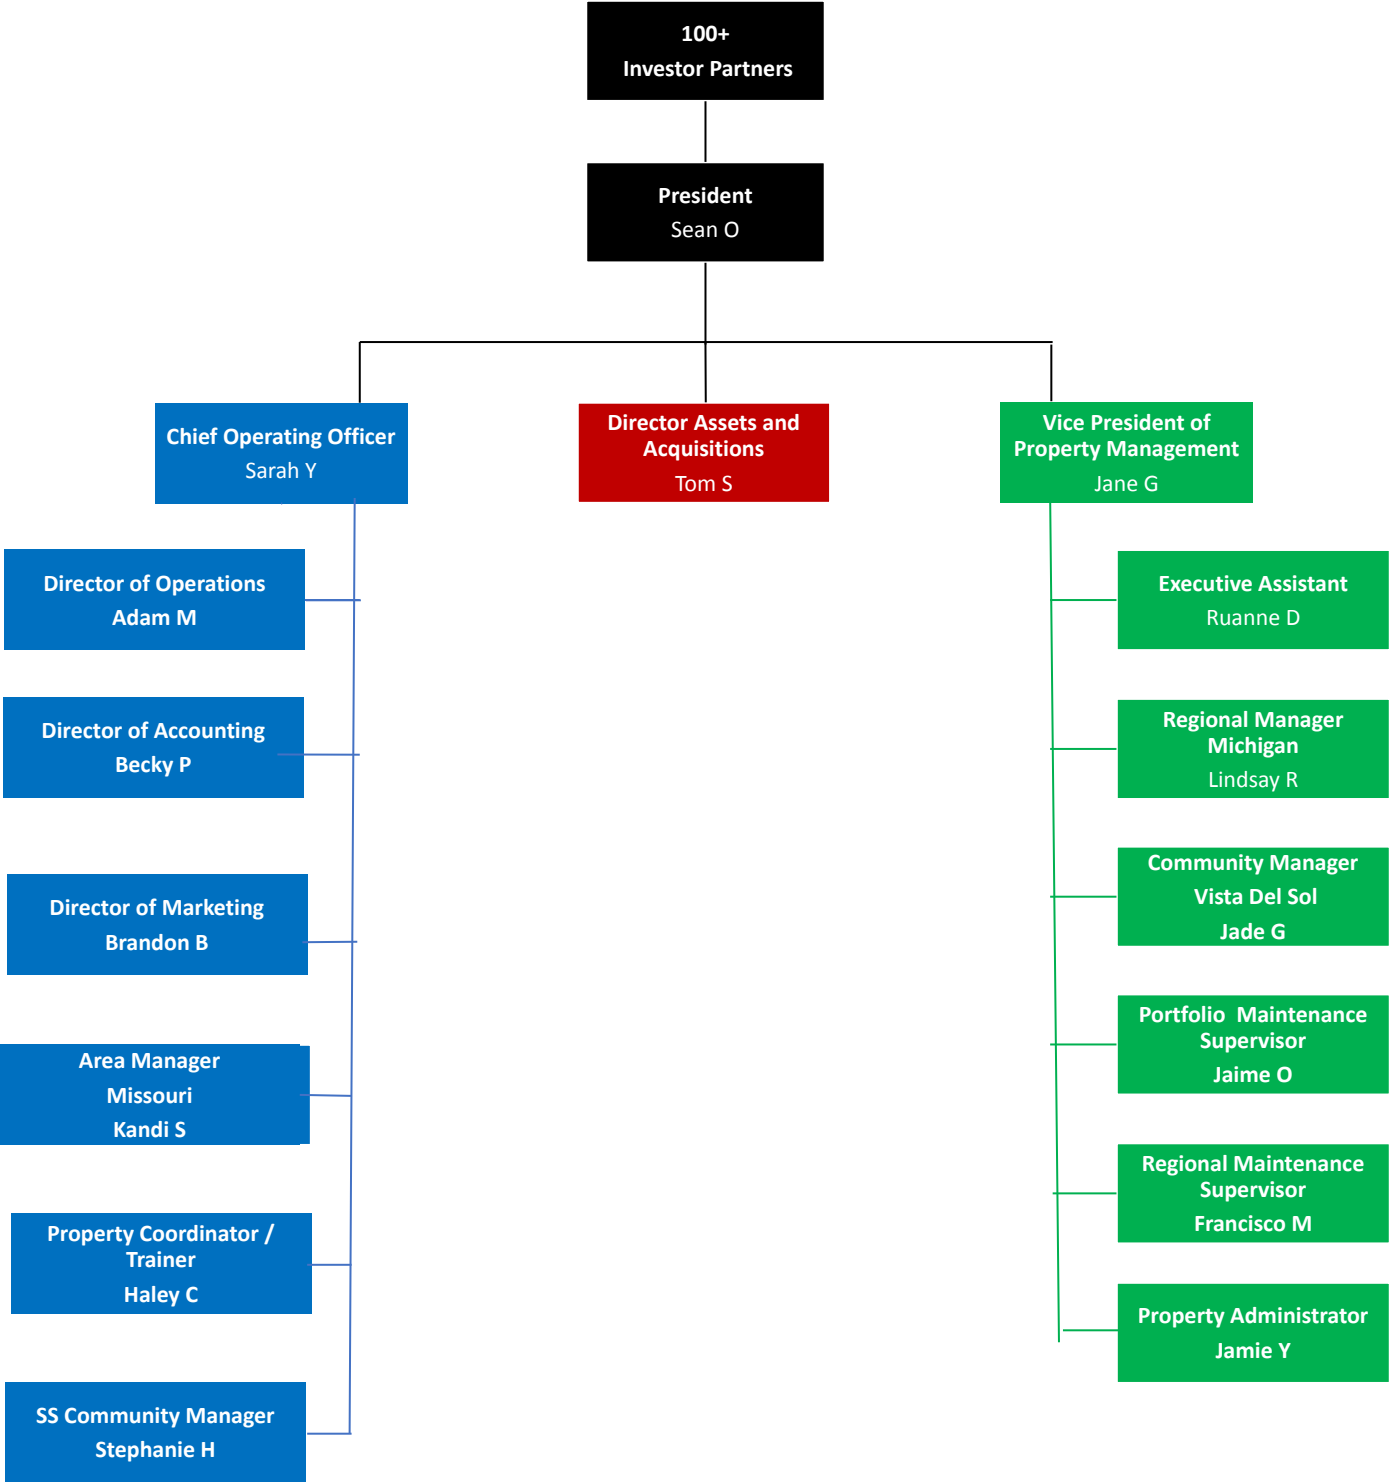 100+
Investor Partners
President
Sean O
Chief Operating Officer
Sarah Y
Director Assets and
Acquisitions
Tom S
Vice President of
Property Management
Jane G
Director of Operations
Adam M
Director of Accounting
Becky P
Director of Marketing
Brandon B
Area Manager
Missouri
Kandi S
Property Coordinator /
Trainer
Haley C
SS Community Manager
Stephanie H
Executive Assistant
Ruanne D
Regional Manager
Michigan
Lindsay R
Community Manager
Vista Del Sol
Jade G
Portfolio  Maintenance
Supervisor
Jaime O
Regional Maintenance
Supervisor
Francisco M
Property Administrator
Jamie Y